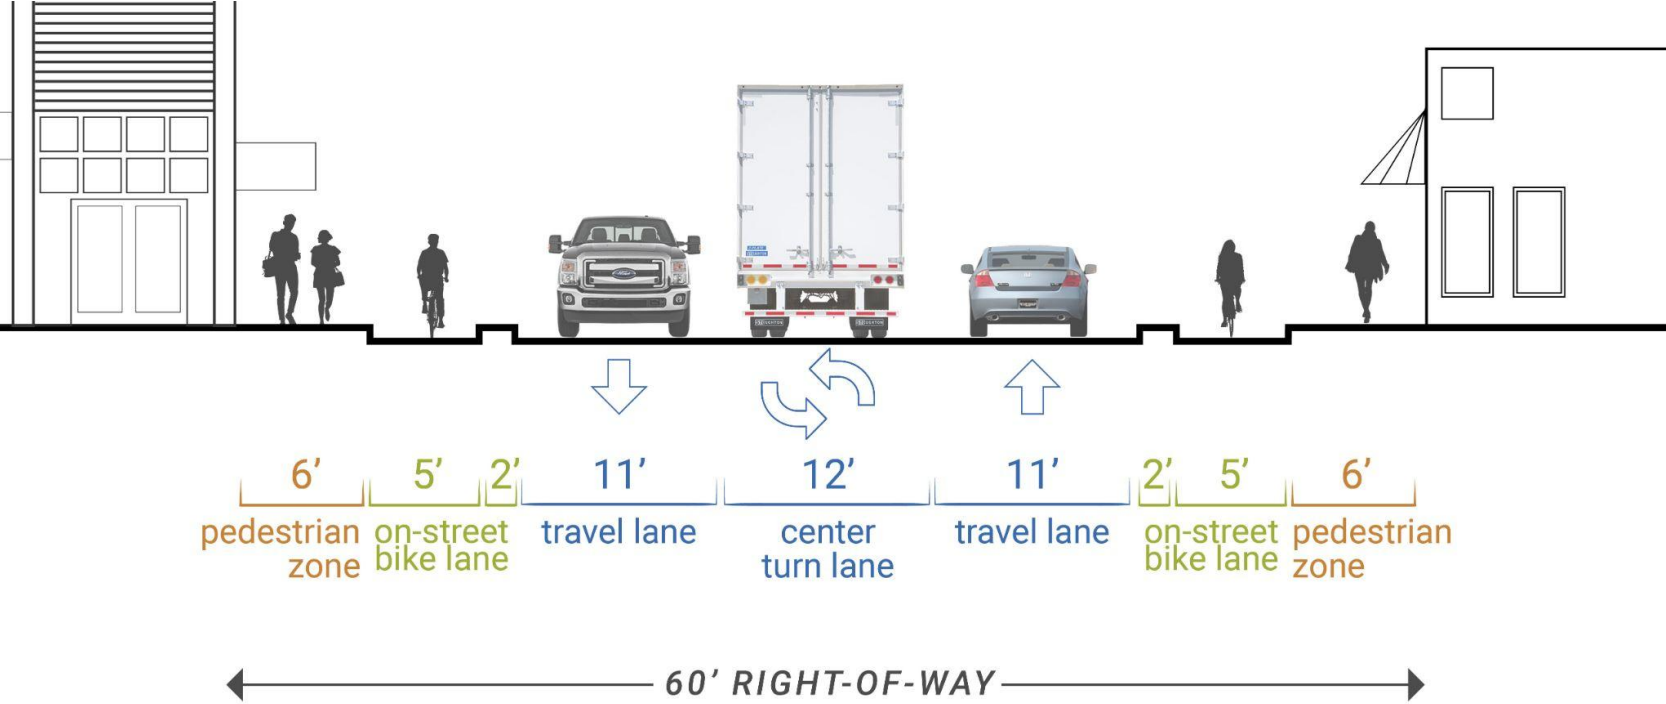 6’ 5’ 2’ 11’ 12’ 11’ 2’ 5’ 6’
pedestrian zone
on-street bike lane
travel lane
center turn lane
travel lane
on-street bike lane
pedestrian zone
60’ RIGHT-OF-WAY